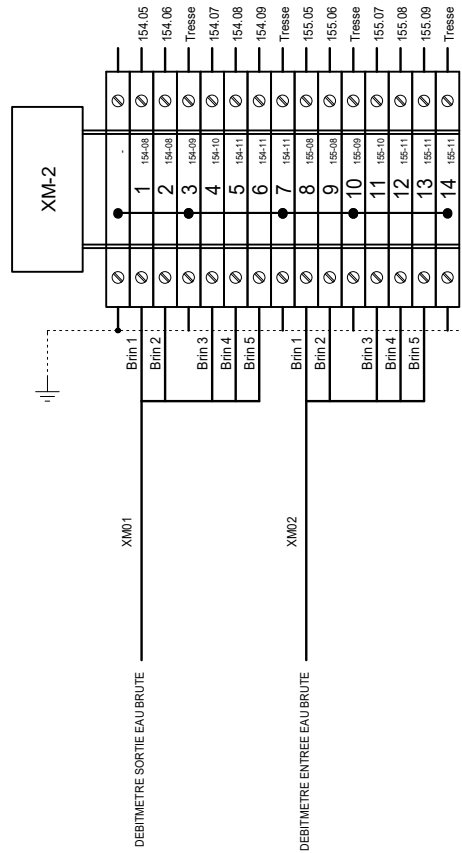 XM-2
-
Brin 1 1 154-08 154.05
Brin 2 2 154-08 154.06
3 154-09 Tresse
Brin 3 4 154-10 154.07
Brin 4 5 154-11 154.08
Brin 5 6 154-11 154.09
7 154-11 Tresse
Brin 1 8 155-08 155.05
Brin 2 9 155-08 155.06
10 155-09 Tresse
Brin 3 11 155-10 155.07
Brin 4 12 155-11 155.08
Brin 5 13 155-11 155.09
14 155-11 Tresse
XM01
DEBITMETRE SORTIE EAU BRUTE
XM02
DEBITMETRE ENTREE EAU BRUTE